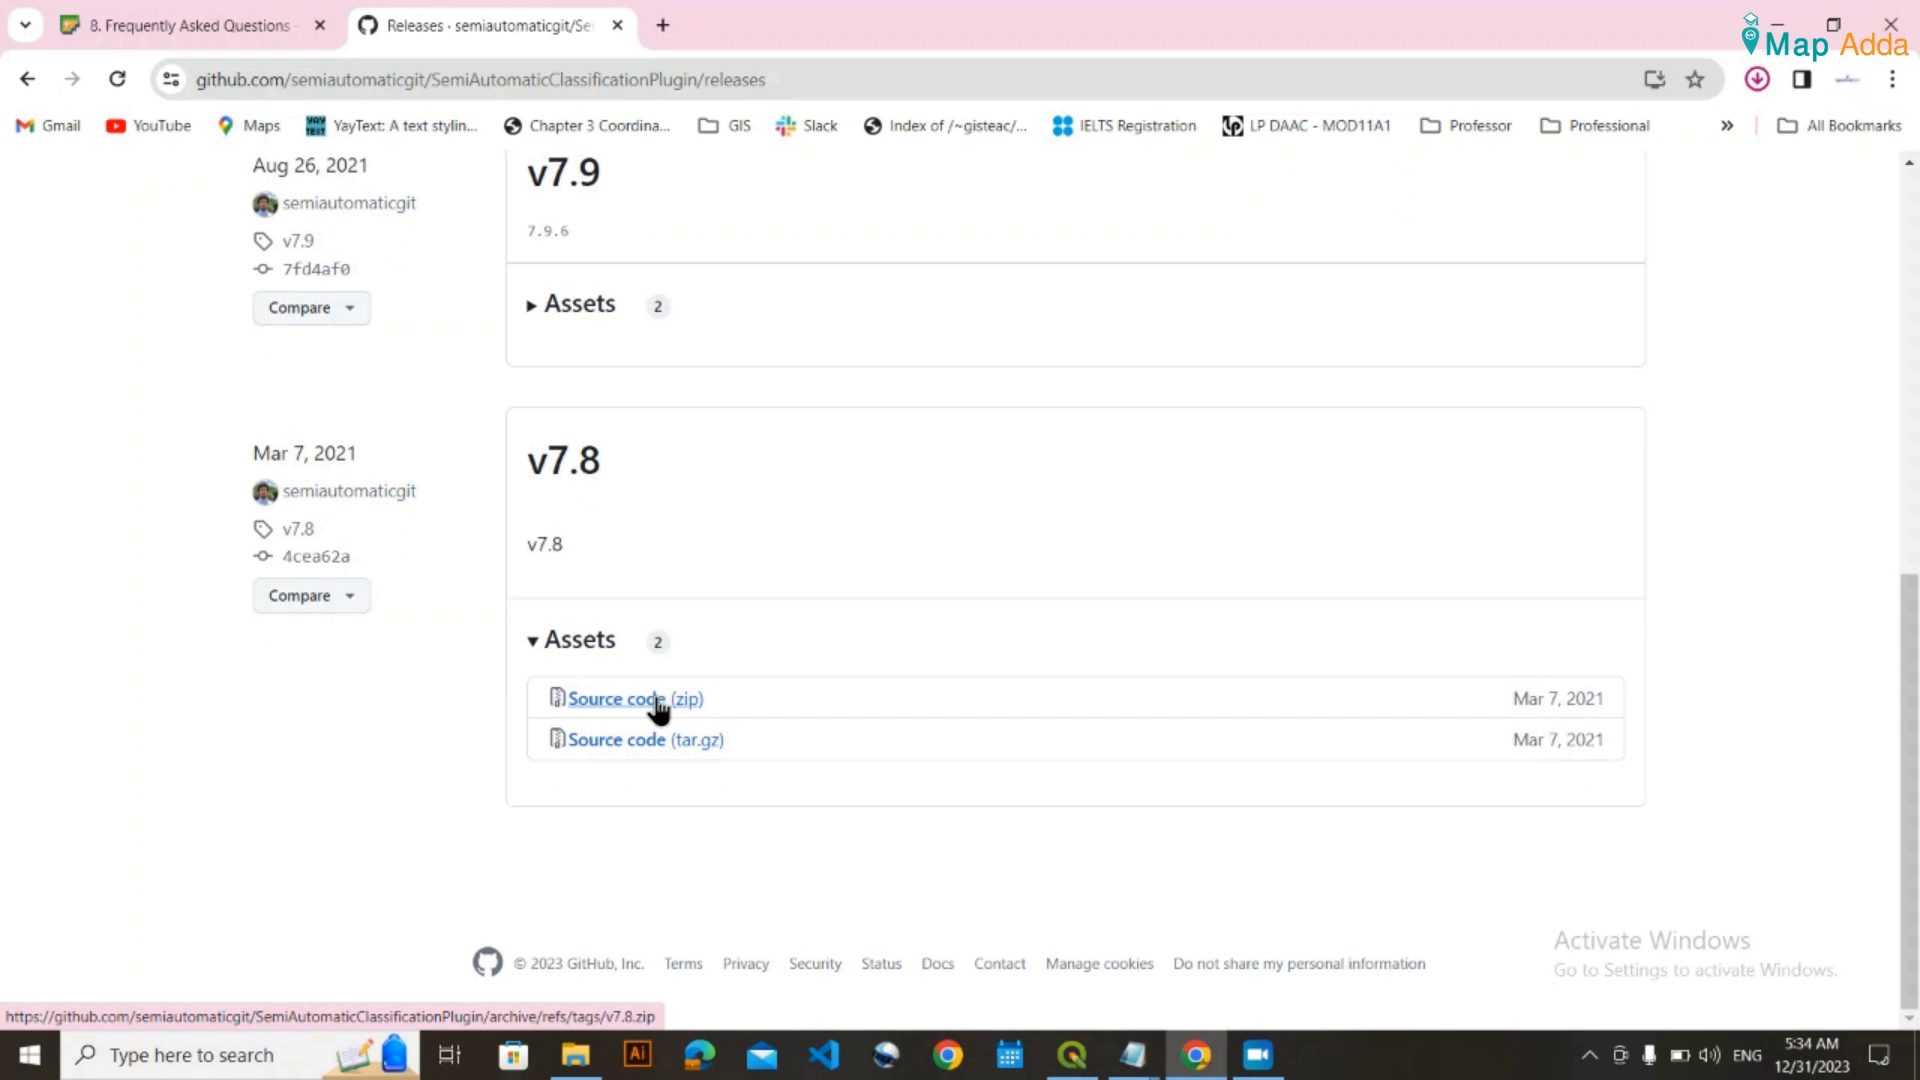 8. Frequently Asked Questions -
Releases · semiautomaticgit/Se
Map Adda
github.com/semiautomaticgit/SemiAutomaticClassificationPlugin/releases
Gmail
YouTube
Maps
YAY TEXT
YayText: A text stylin...
Chapter 3 Coordina...
GIS
Slack
Index of /~gisteac/...
IELTS Registration
LP DAAC - MOD11A1
Professor
Professional
»
All Bookmarks
Aug 26, 2021
semiautomaticgit
v7.9
7fd4af0
Compare
v7.9
7.9.6
Assets 2
Mar 7, 2021
semiautomaticgit
v7.8
4cea62a
Compare
v7.8
v7.8
Assets 2
Source code (zip) Mar 7, 2021
Source code (tar.gz) Mar 7, 2021
© 2023 GitHub, Inc. Terms Privacy Security Status Docs Contact Manage cookies Do not share my personal information
Activate Windows
Go to Settings to activate Windows.
https://github.com/semiautomaticgit/SemiAutomaticClassificationPlugin/archive/refs/tags/v7.8.zip
Type here to search
Ai
ENG
5:34 AM
12/31/2023